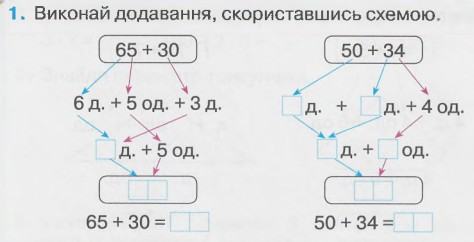 1. Виконай додавання, скориставшись схемою.
65 + 30
6 д. + 5 од. + 3 д.
д. + 5 од.
65 + 30 =
50 + 34
д. + д. + 4 од.
д. + од.
50 + 34 =